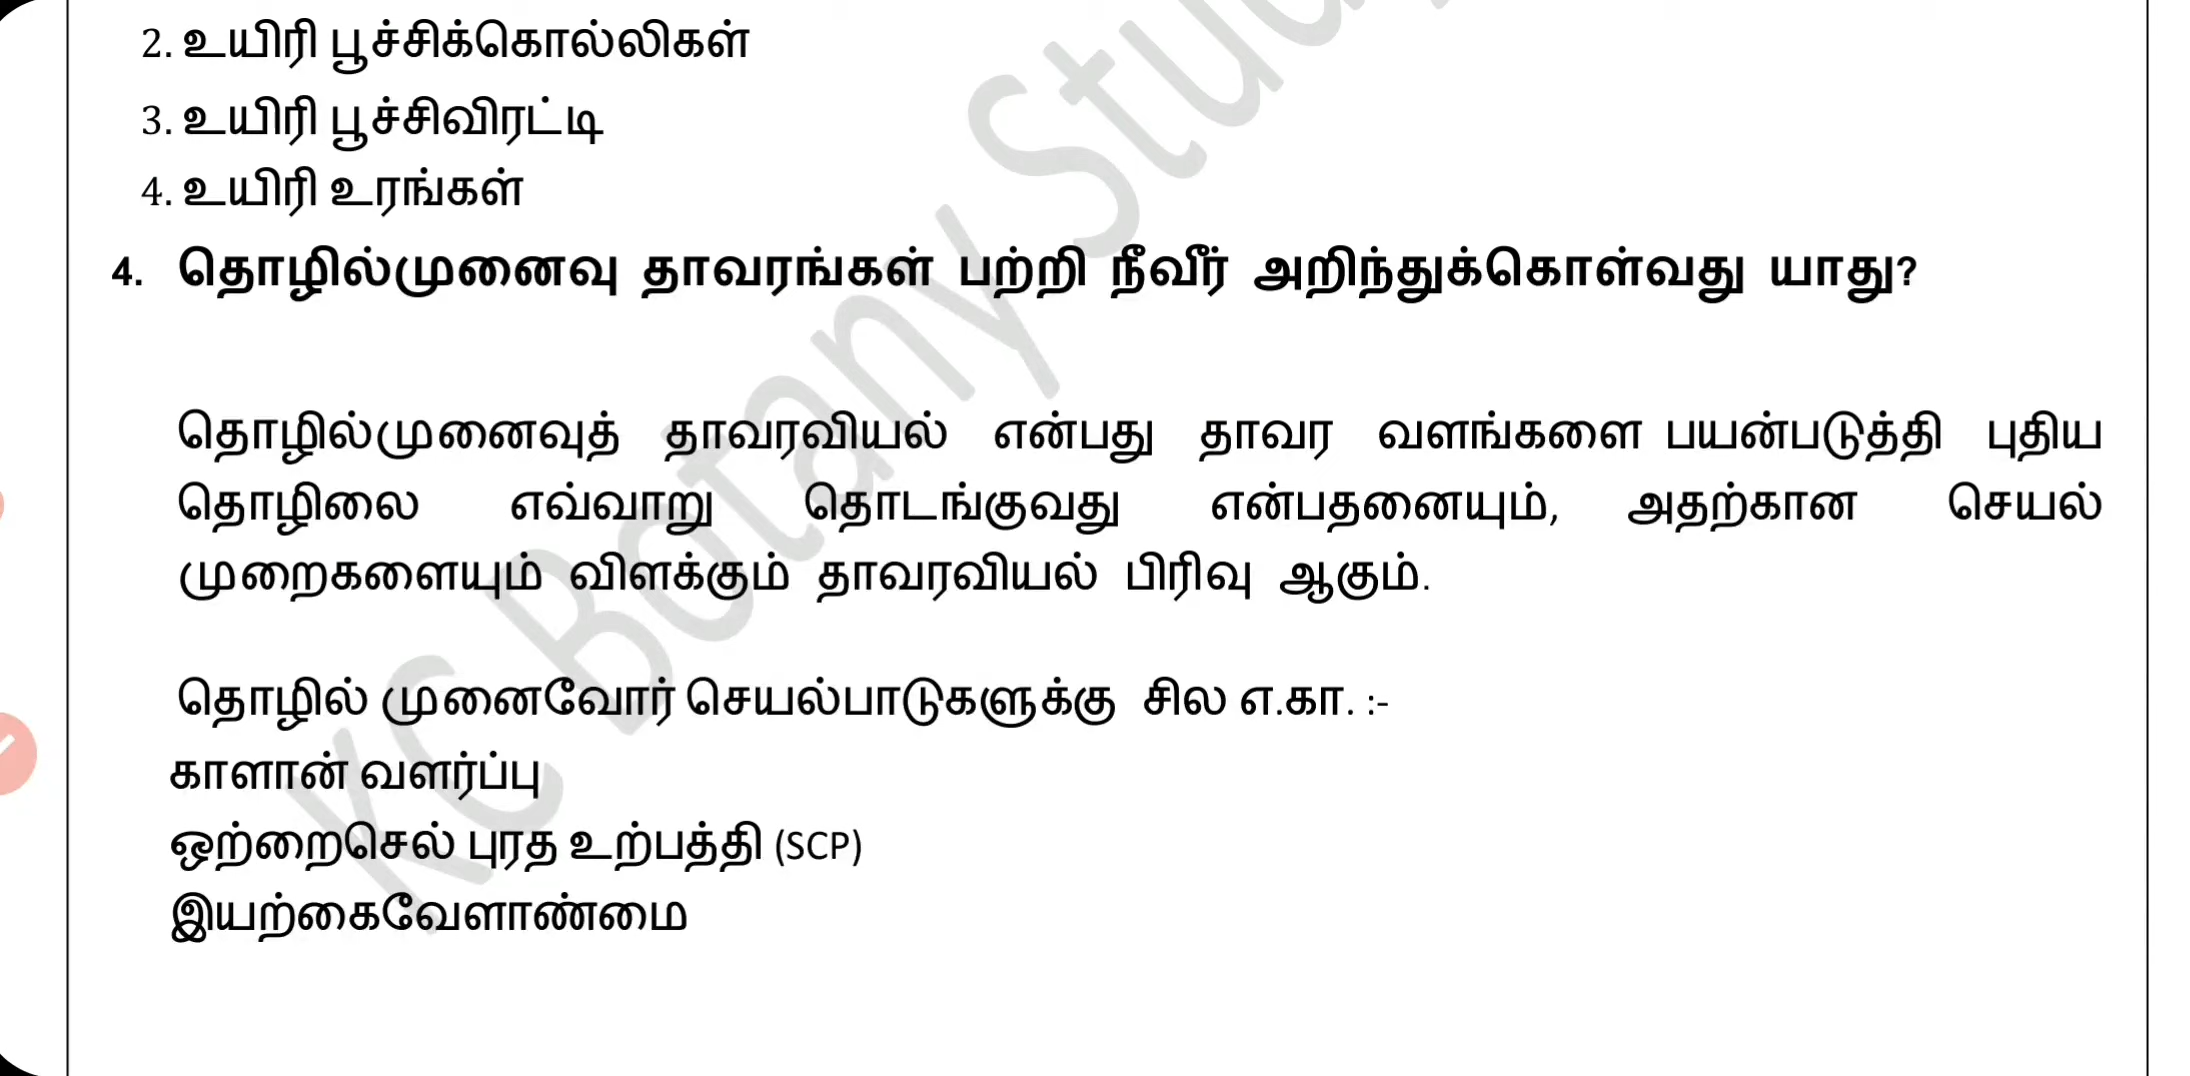 2. உயிரி பூச்சிக்கொல்லிகள்
3. உயிரி பூச்சிவிரட்டி
4. உயிரி உரங்கள்
4. தொழில்முனைவு தாவரங்கள் பற்றி நீவீர் அறிந்துக்கொள்வது யாது?
தொழில்முனைவுத் தாவரவியல் என்பது தாவர வளங்களை பயன்படுத்தி புதிய
தொழிலை எவ்வாறு தொடங்குவது என்பதனையும், அதற்கான செயல்
முறைகளையும் விளக்கும் தாவரவியல் பிரிவு ஆகும்.
தொழில் முனைவோர் செயல்பாடுகளுக்கு சில எ.கா. :-
காளான் வளர்ப்பு
ஒற்றைசெல் புரத உற்பத்தி (SCP)
இயற்கைவேளாண்மை
KC Botany